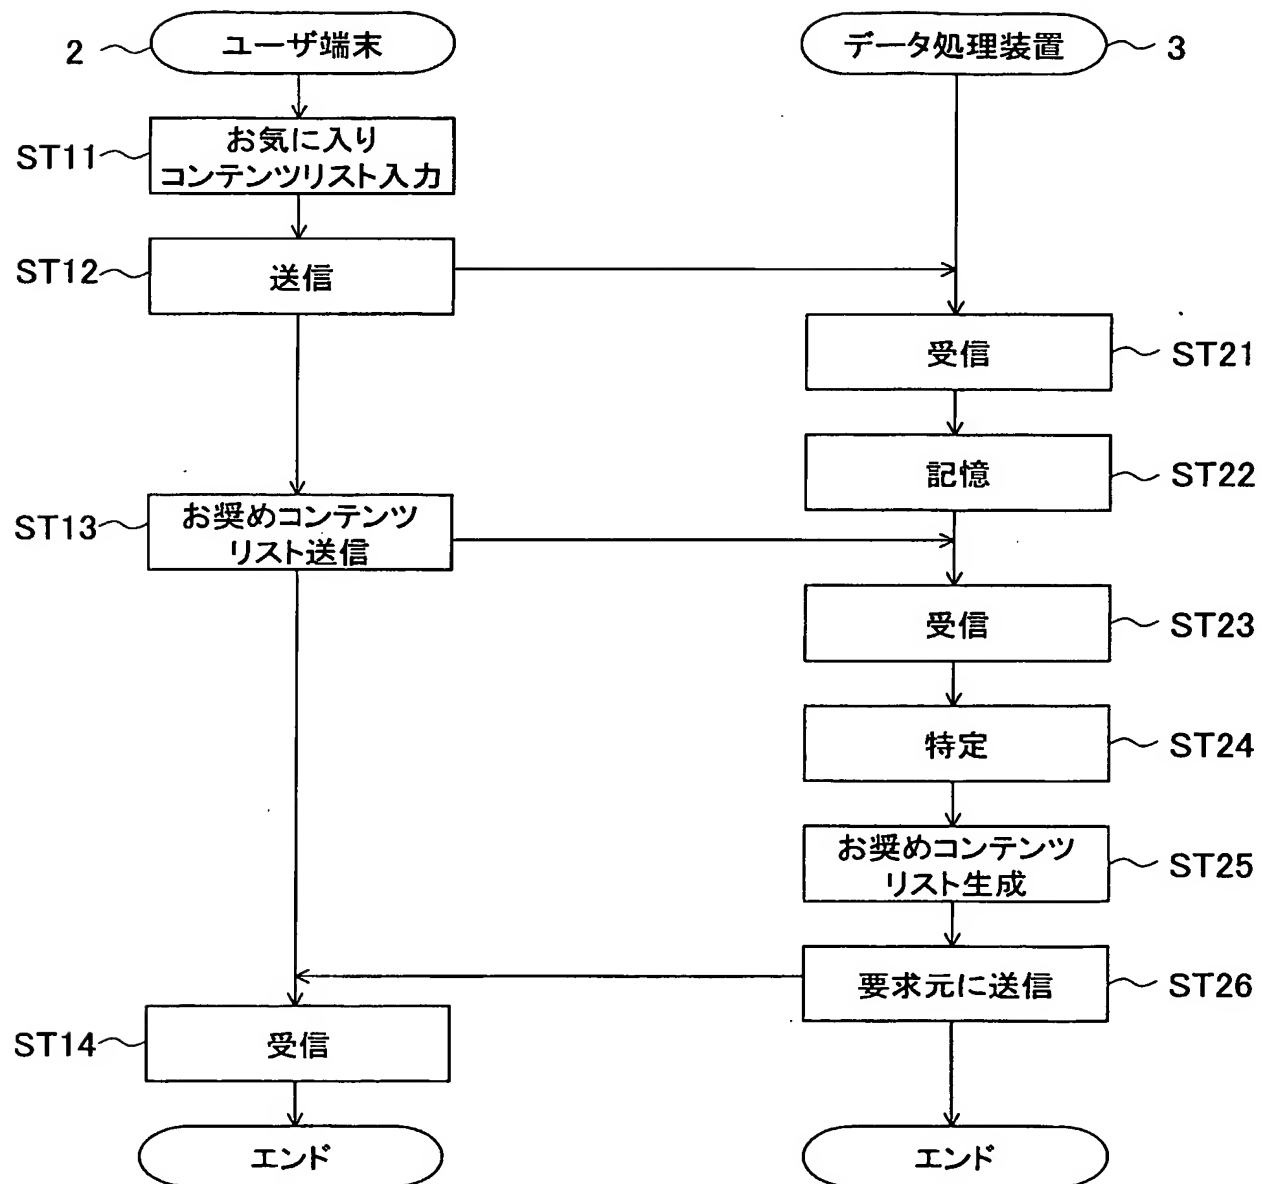 2
ユーザ端末
データ処理装置
3
ST11
お気に入り
コンテンツリスト入力
ST12
送信
受信
ST21
記憶
ST22
ST13
お奨めコンテンツ
リスト送信
受信
ST23
特定
ST24
お奨めコンテンツ
リスト生成
ST25
要求元に送信
ST26
ST14
受信
エンド
エンド